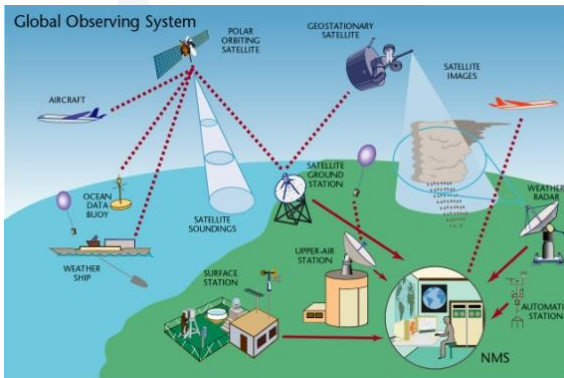 Global Observing System
POLAR
ORBITING
SATELLITE
GEOSTATIONARY
SATELLITE
SATELLITE
IMAGES
AIRCRAFT
OCEAN
DATA
BUOY
SATELLITE
SOUNDINGS
SATELLITE
GROUND
STATION
WEATHER
RADAR
WEATHER
SHIP
UPPER-AIR
STATION
SURFACE
STATION
AUTOMATIC
STATION
NMS